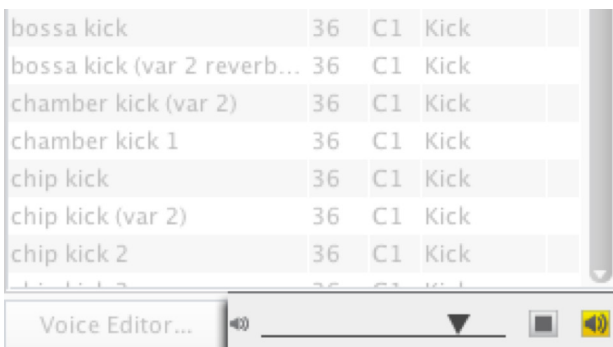 bossa kick 36 C1 Kick
bossa kick (var 2 reverb... 36 C1 Kick
chamber kick (var 2) 36 C1 Kick
chamber kick 1 36 C1 Kick
chip kick 36 C1 Kick
chip kick (var 2) 36 C1 Kick
chip kick 2 36 C1 Kick
Voice Editor...